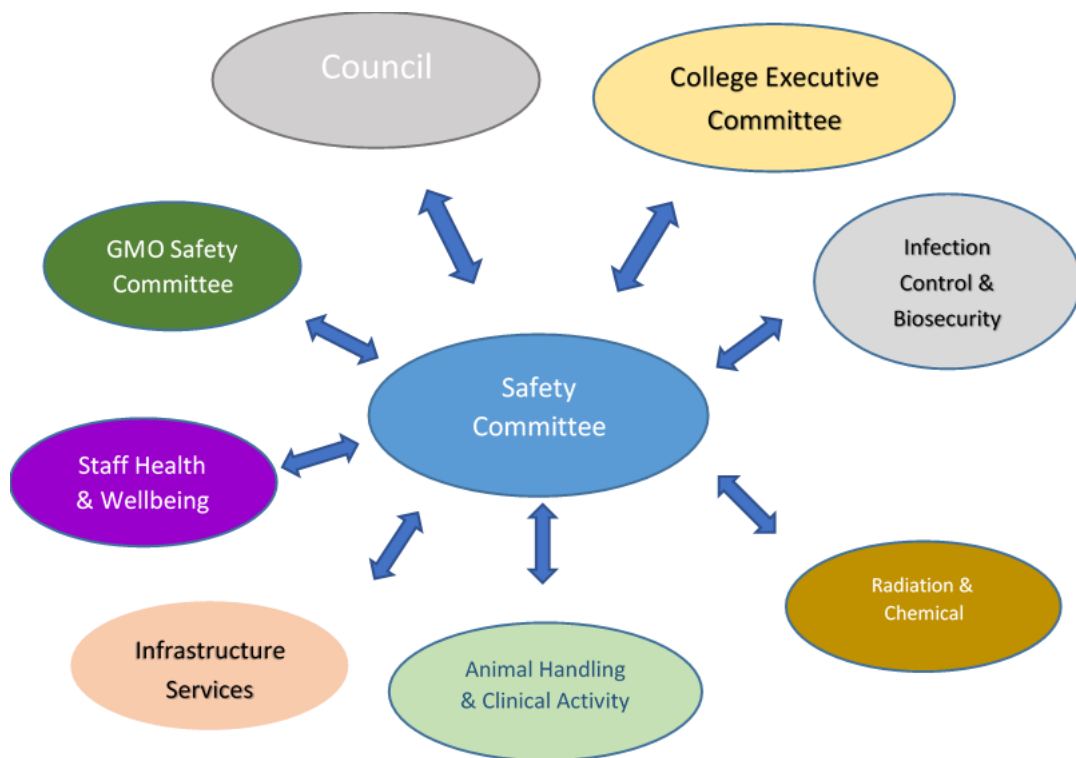 Council
College Executive
Committee
GMO Safety
Committee
Infection
Control &
Biosecurity
Safety
Committee
Staff Health
& Wellbeing
Radiation &
Chemical
Infrastructure
Services
Animal Handling
& Clinical Activity